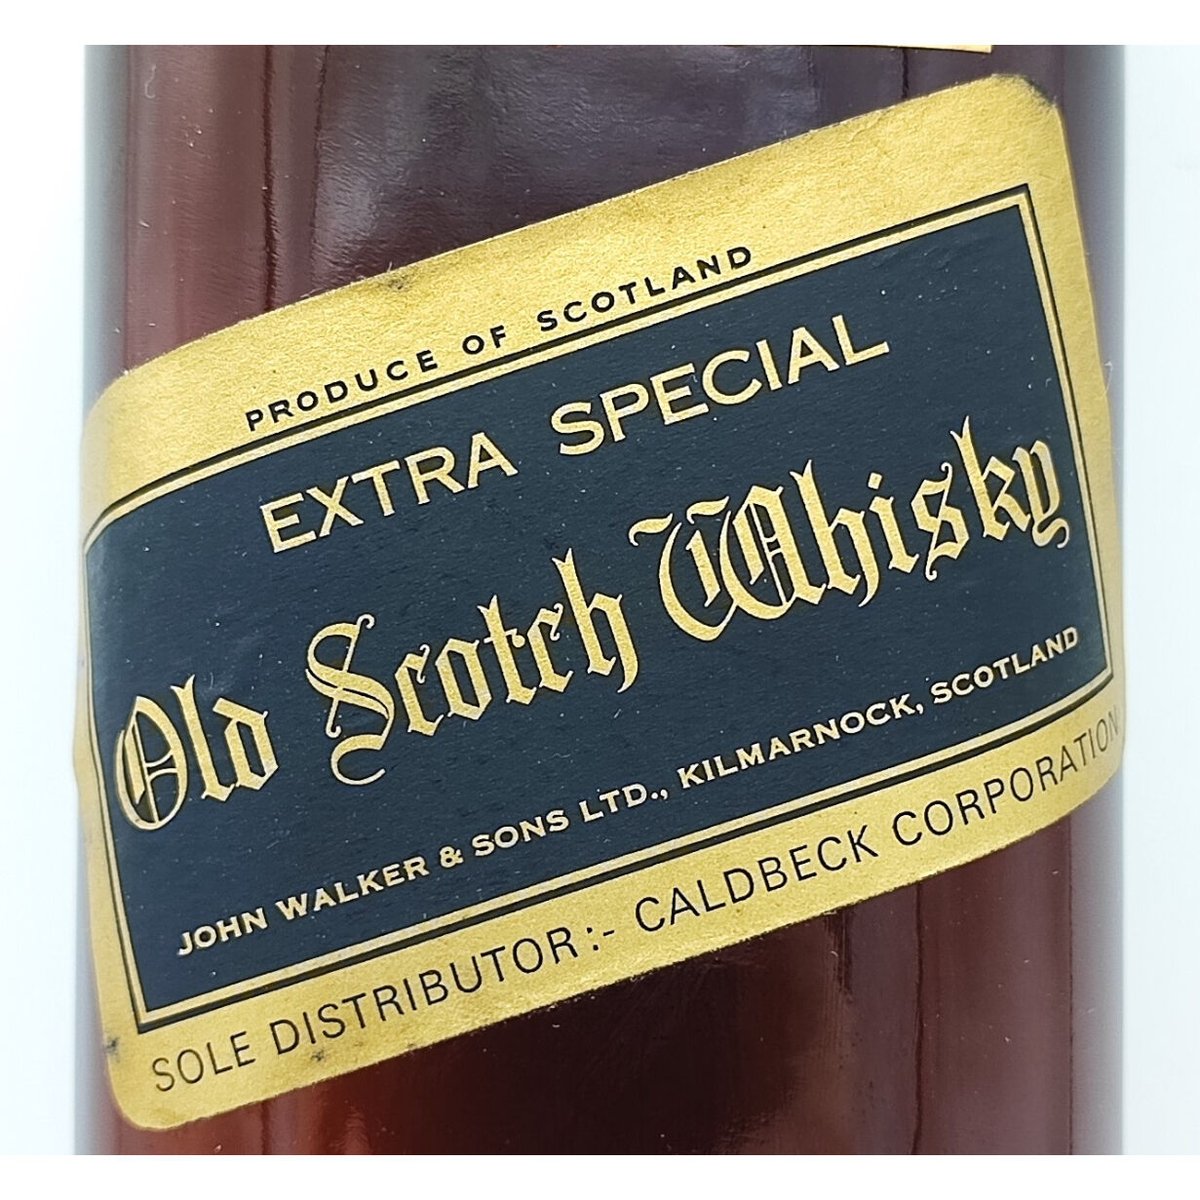 PRODUCE OF SCOTLAND
EXTRA SPECIAL
Old Scotch Whisky
JOHN WALKER & SONS LTD., KILMARNOCK, SCOTLAND
SOLE DISTRIBUTOR:- CALDBECK CORPORATION